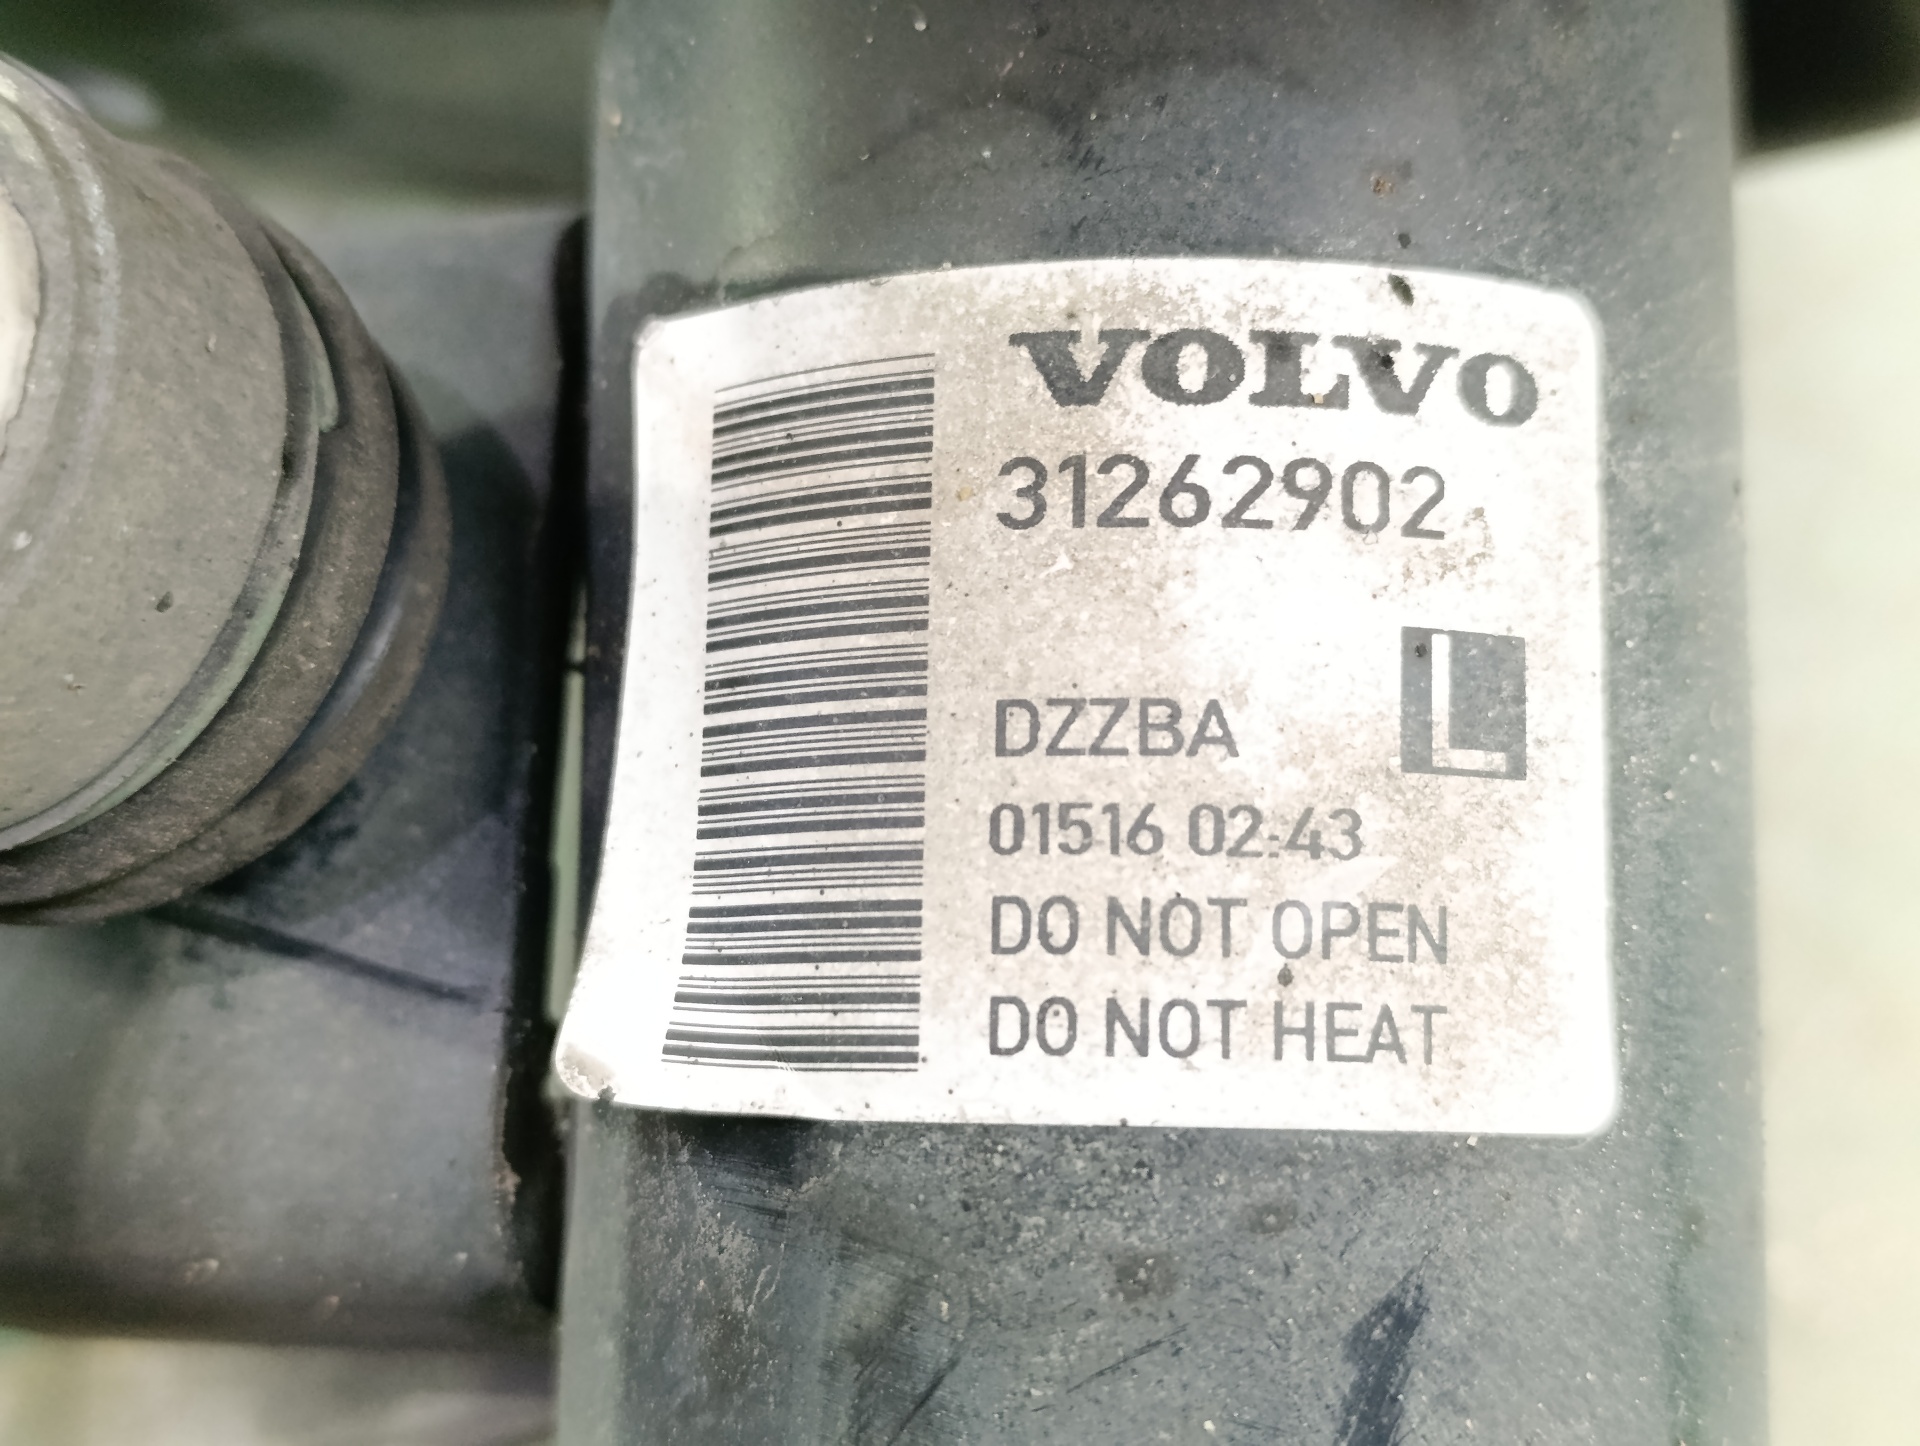 VOLVO
31262902
L
DZZBA
01516 02:43
DO NOT OPEN
DO NOT HEAT